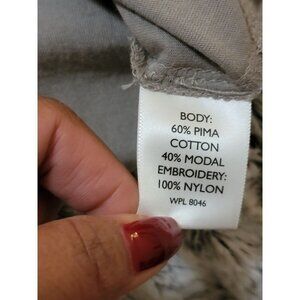 BODY:
60% PIMA
COTTON
40% MODAL
EMBROIDERY:
100% NYLON
WPL 8046